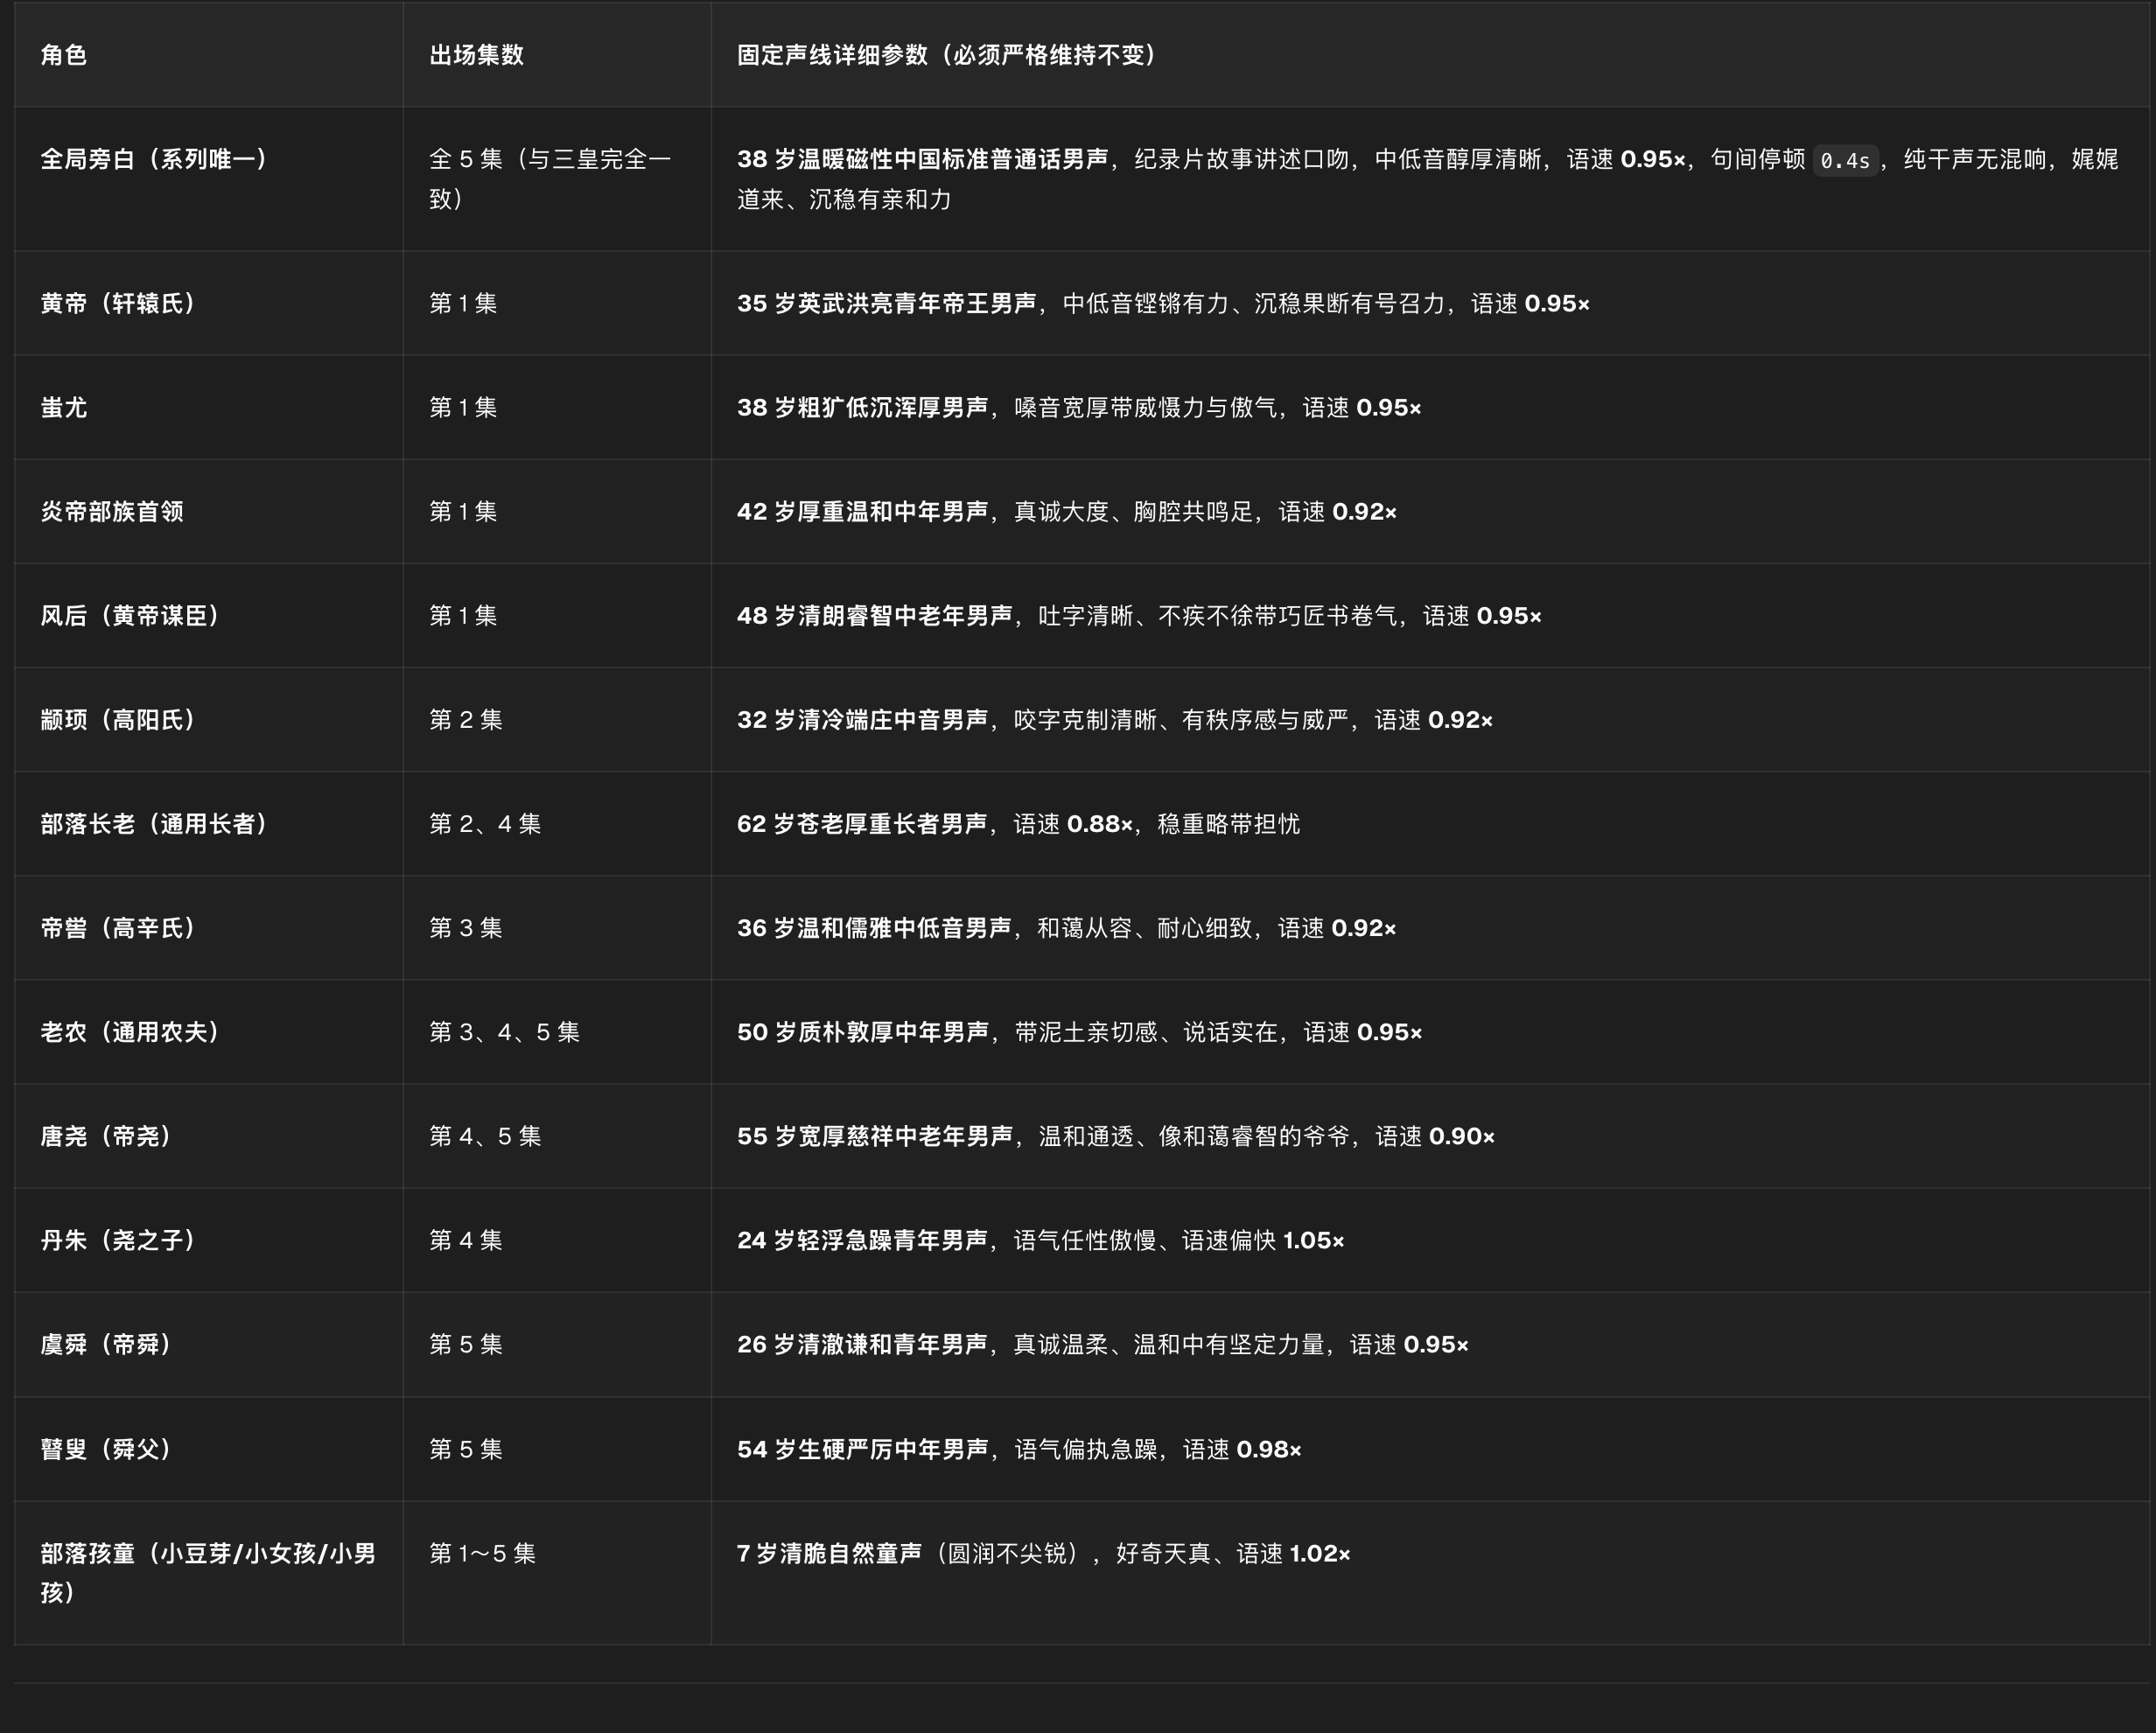 角色 出场集数 固定声线详细参数（必须严格维持不变）
全局旁白（系列唯一） 全 5 集（与三皇完全一 38 岁温暖磁性中国标准普通话男声，纪录片故事讲述口吻，中低音醇厚清晰，语速 0.95×，句间停顿 0.4s，纯干声无混响，娓娓
致） 道来、沉稳有亲和力
黄帝（轩辕氏） 第 1 集 35 岁英武洪亮青年帝王男声，中低音铿锵有力、沉稳果断有号召力，语速 0.95×
蚩尤 第 1 集 38 岁粗犷低沉浑厚男声，嗓音宽厚带威慑力与傲气，语速 0.95×
炎帝部族首领 第 1 集 42 岁厚重温和中年男声，真诚大度、胸腔共鸣足，语速 0.92×
风后（黄帝谋臣） 第 1 集 48 岁清朗睿智中老年男声，吐字清晰、不疾不徐带巧匠书卷气，语速 0.95×
颛顼（高阳氏） 第 2 集 32 岁清冷端庄中音男声，咬字克制清晰、有秩序感与威严，语速 0.92×
部落长老（通用长者） 第 2、4 集 62 岁苍老厚重长者男声，语速 0.88×，稳重略带担忧
帝喾（高辛氏） 第 3 集 36 岁温和儒雅中低音男声，和蔼从容、耐心细致，语速 0.92×
老农（通用农夫） 第 3、4、5 集 50 岁质朴敦厚中年男声，带泥土亲切感、说话实在，语速 0.95×
唐尧（帝尧） 第 4、5 集 55 岁宽厚慈祥中老年男声，温和通透、像和蔼睿智的爷爷，语速 0.90×
丹朱（尧之子） 第 4 集 24 岁轻浮急躁青年男声，语气任性傲慢、语速偏快 1.05×
虞舜（帝舜） 第 5 集 26 岁清澈谦和青年男声，真诚温柔、温和中有坚定力量，语速 0.95×
瞽叟（舜父） 第 5 集 54 岁生硬严厉中年男声，语气偏执急躁，语速 0.98×
部落孩童（小豆芽/小女孩/小男 第 1～5 集 7 岁清脆自然童声（圆润不尖锐），好奇天真、语速 1.02×
孩）